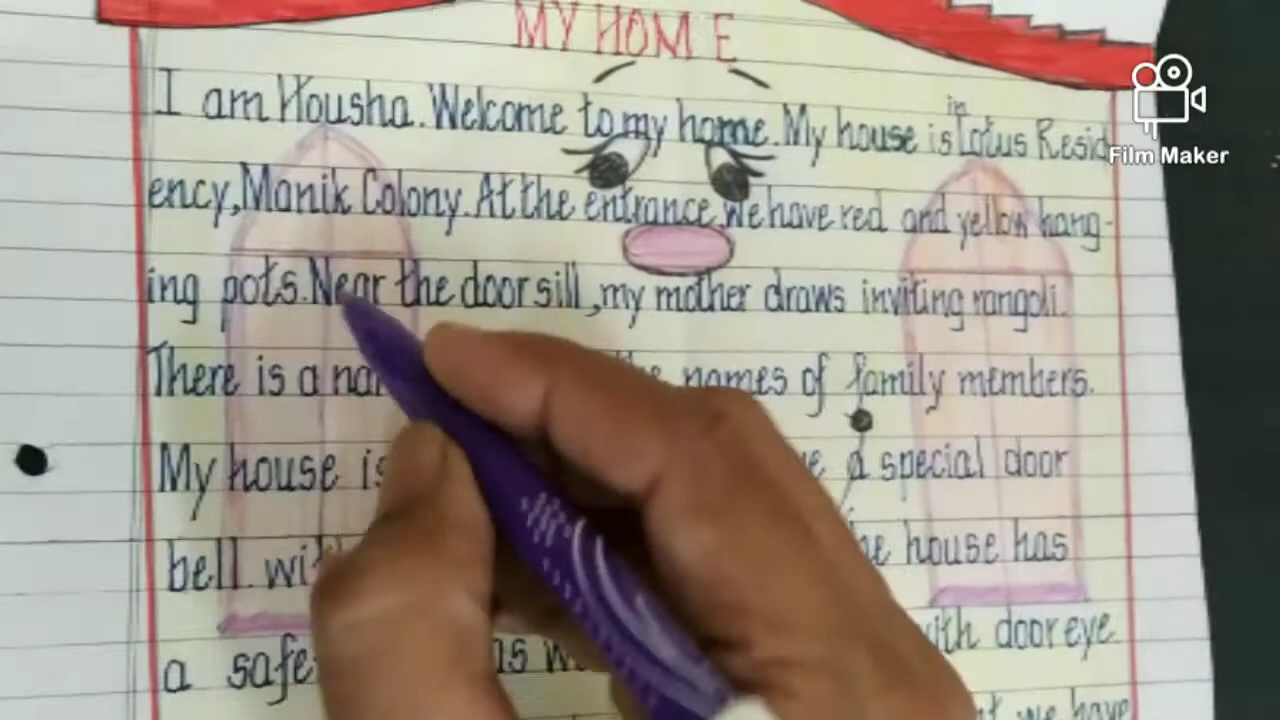 MY HOME
I am Housha. Welcome to my home. My house is in Lotus Resid
ency, Manik Colony. At the entrance we have red and yellow hang-
ing pots. Near the door sill, my mother draws inviting rangoli.
There is a the names of family members.
My house is a special door
bell. house has
a safe with door eye.
we have
Film Maker